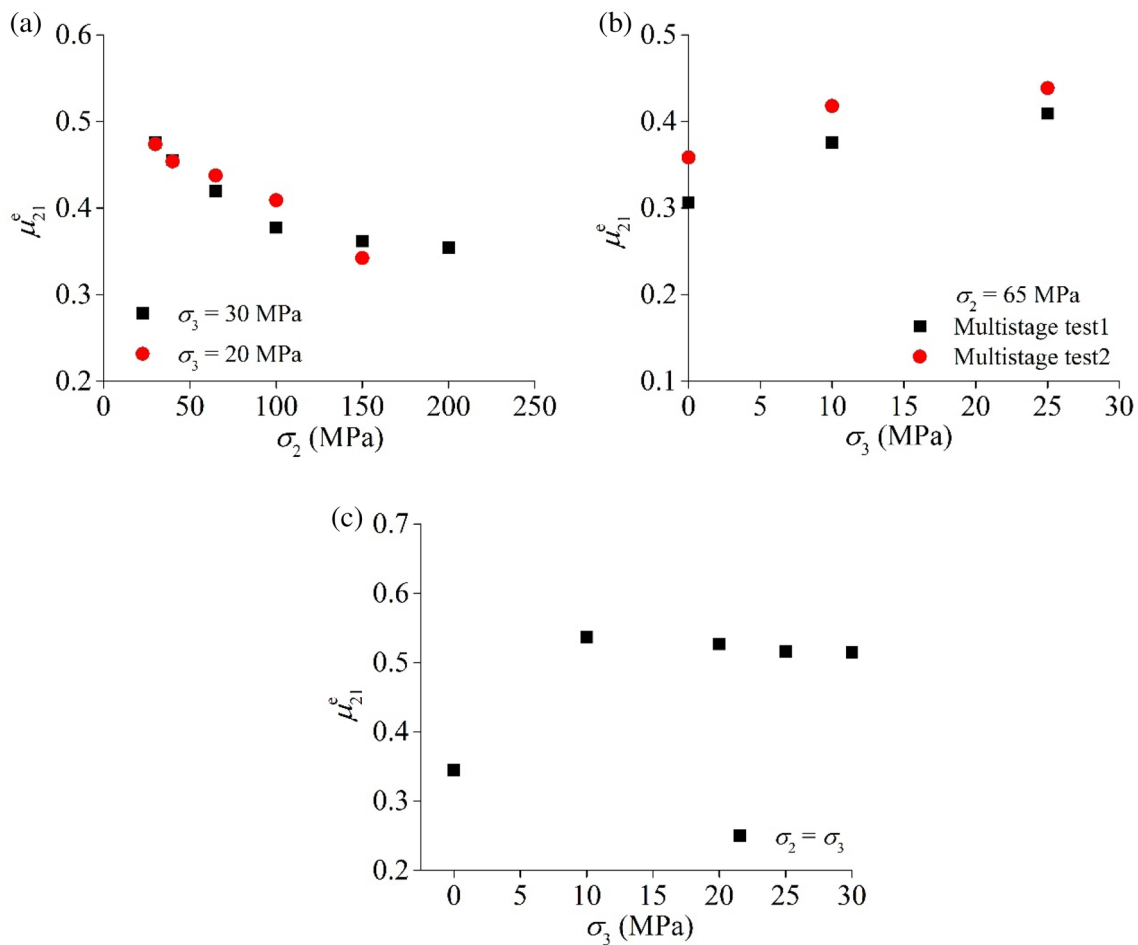 (a)
0.6
0.5
0.4
0.3
0.2
μᵉ₂₁
σ₃ = 30 MPa
σ₃ = 20 MPa
0 50 100 150 200 250
σ₂ (MPa)
(b)
0.5
0.4
0.3
0.2
0.1
μᵉ₂₁
σ₂ = 65 MPa
Multistage test1
Multistage test2
0 5 10 15 20 25 30
σ₃ (MPa)
(c)
0.7
0.6
0.5
0.4
0.3
0.2
μᵉ₂₁
σ₂ = σ₃
0 5 10 15 20 25 30
σ₃ (MPa)